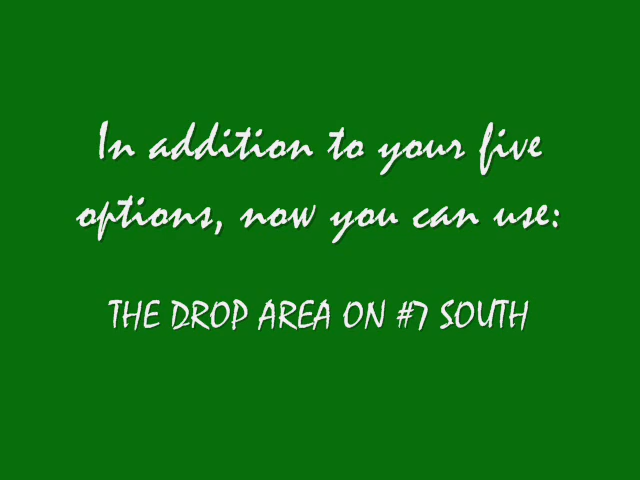 In addition to your five
options, now you can use:
THE DROP AREA ON #7 SOUTH